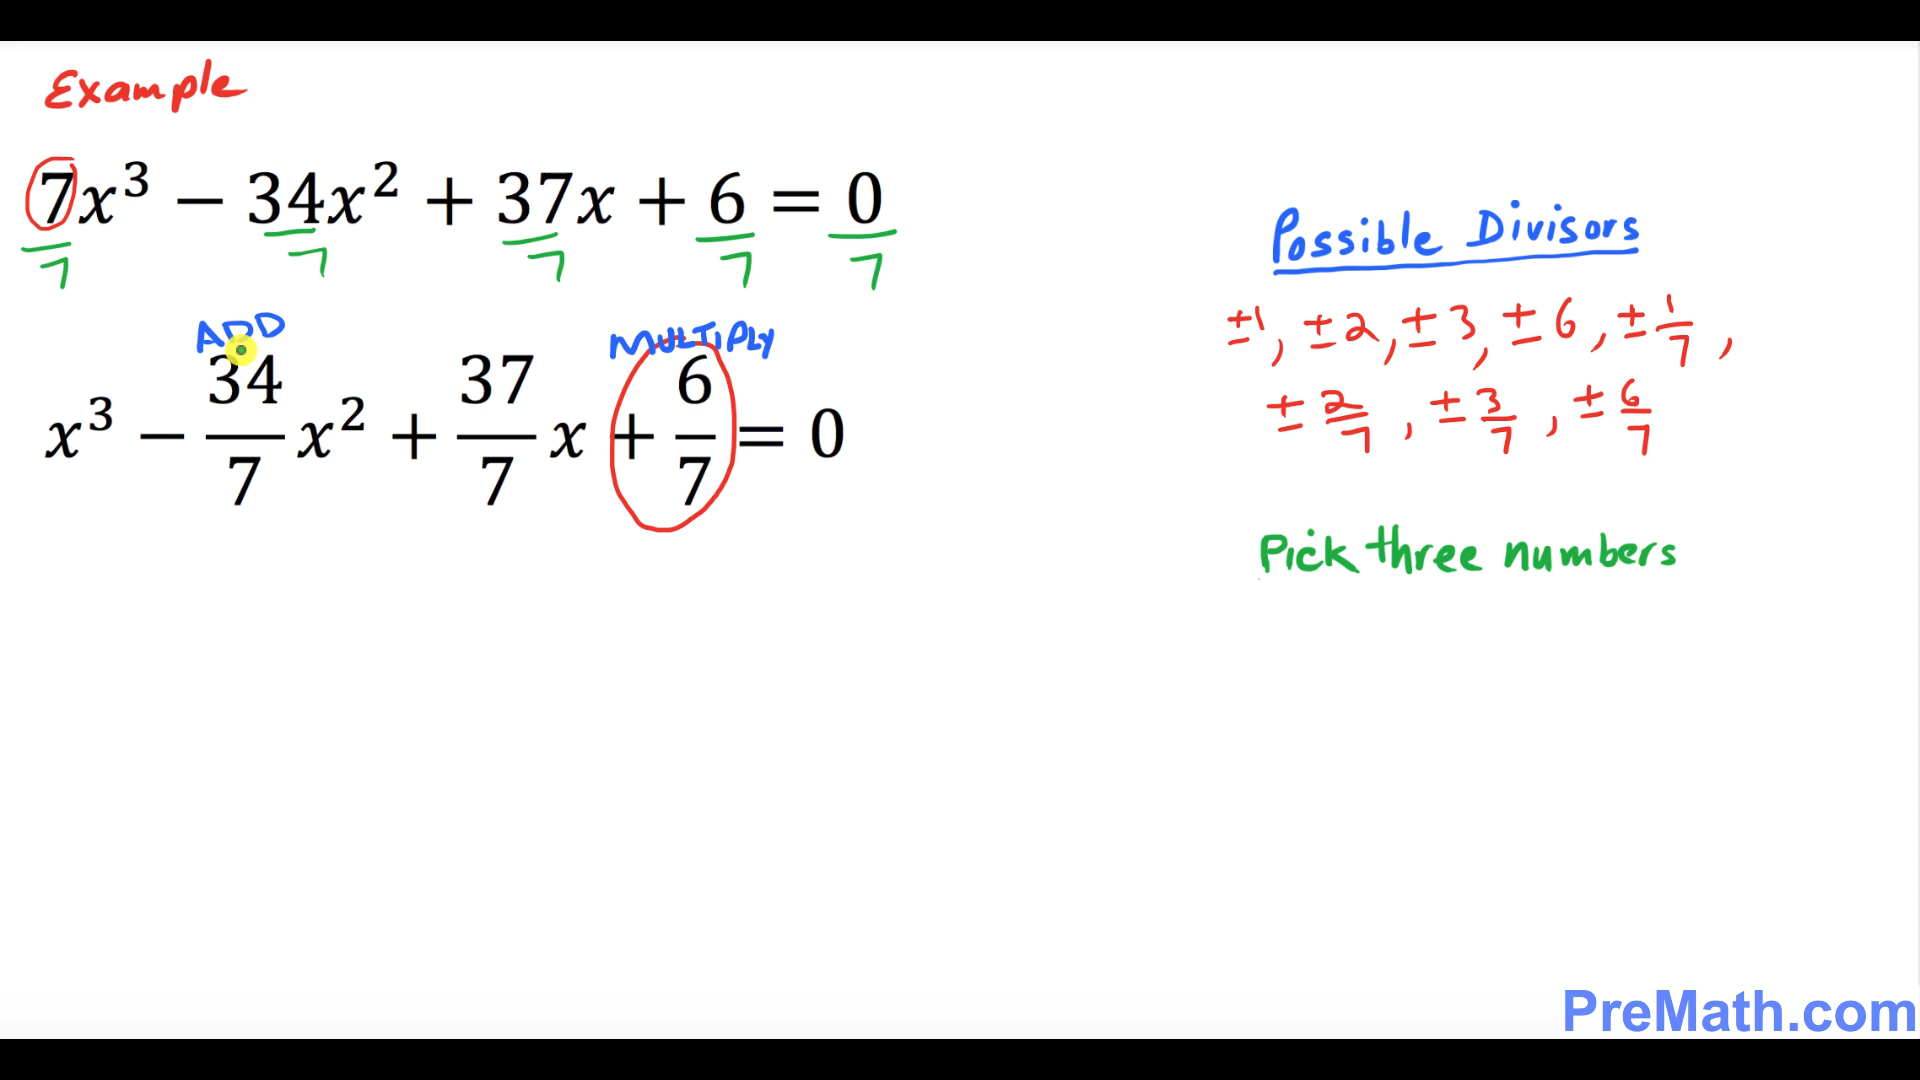 Example
7x³ − 34x² + 37x + 6 = 0
7 7 7 7 7
ADD MULTIPLY
x³ − 34/7 x² + 37/7 x + 6/7 = 0
Possible Divisors
±1, ±2, ±3, ±6, ±1/7,
±2/7, ±3/7, ±6/7
Pick three numbers
PreMath.com